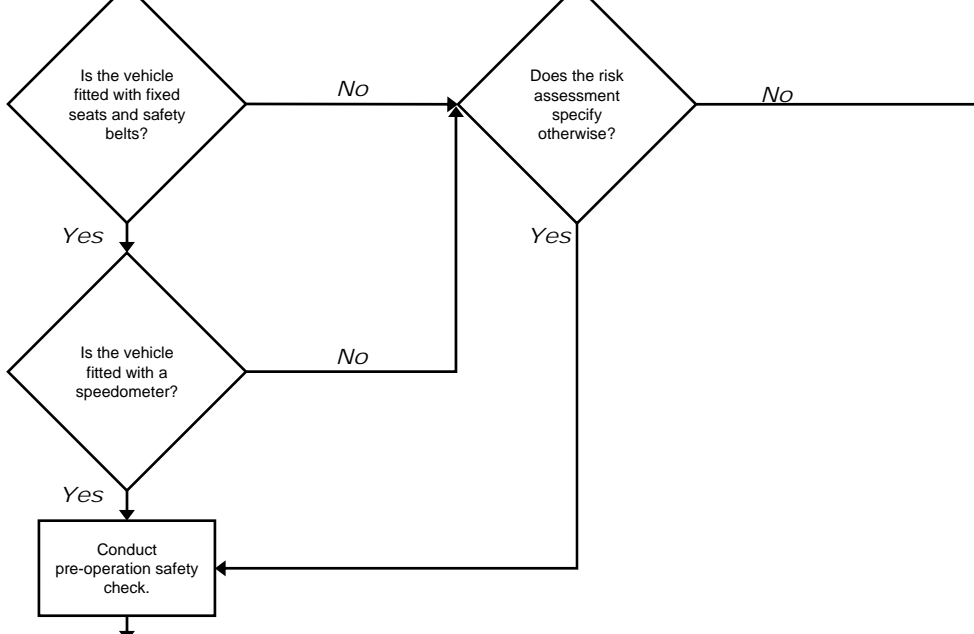 Is the vehicle
fitted with fixed
seats and safety
belts?
No
Does the risk
assessment
specify
otherwise?
No
Yes
Yes
Is the vehicle
fitted with a
speedometer?
No
Yes
Conduct
pre-operation safety
check.